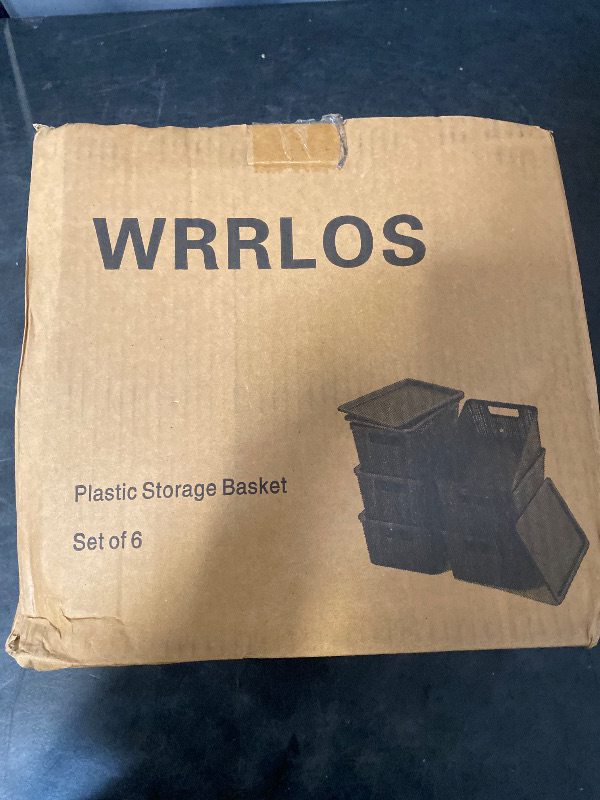 WRRLOS
Plastic Storage Basket
Set of 6